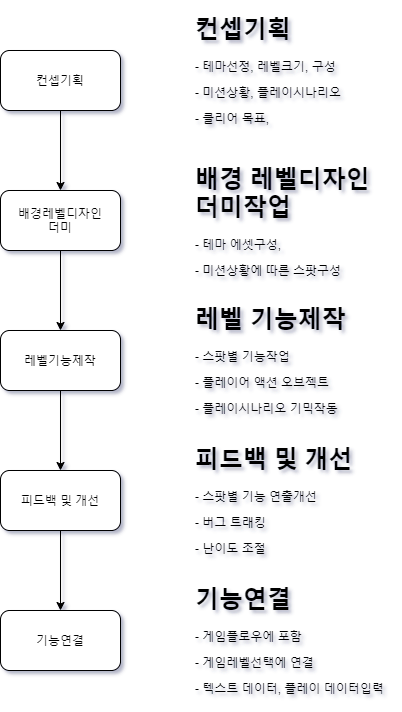 컨셉기획
컨셉기획
- 테마선정, 레벨크기, 구성
- 미션상황, 플레이시나리오
- 클리어 목표,
배경레벨디자인
더미
배경 레벨디자인
더미작업
- 테마 에셋구성,
- 미션상황에 따른 스팟구성
레벨기능제작
레벨 기능제작
- 스팟별 기능작업
- 플레이어 액션 오브젝트
- 플레이시나리오 기믹작동
피드백 및 개선
피드백 및 개선
- 스팟별 기능 연출개선
- 버그 트래킹
- 난이도 조절
기능연결
기능연결
- 게임플로우에 포함
- 게임레벨선택에 연결
- 텍스트 데이터, 플레이 데이터입력